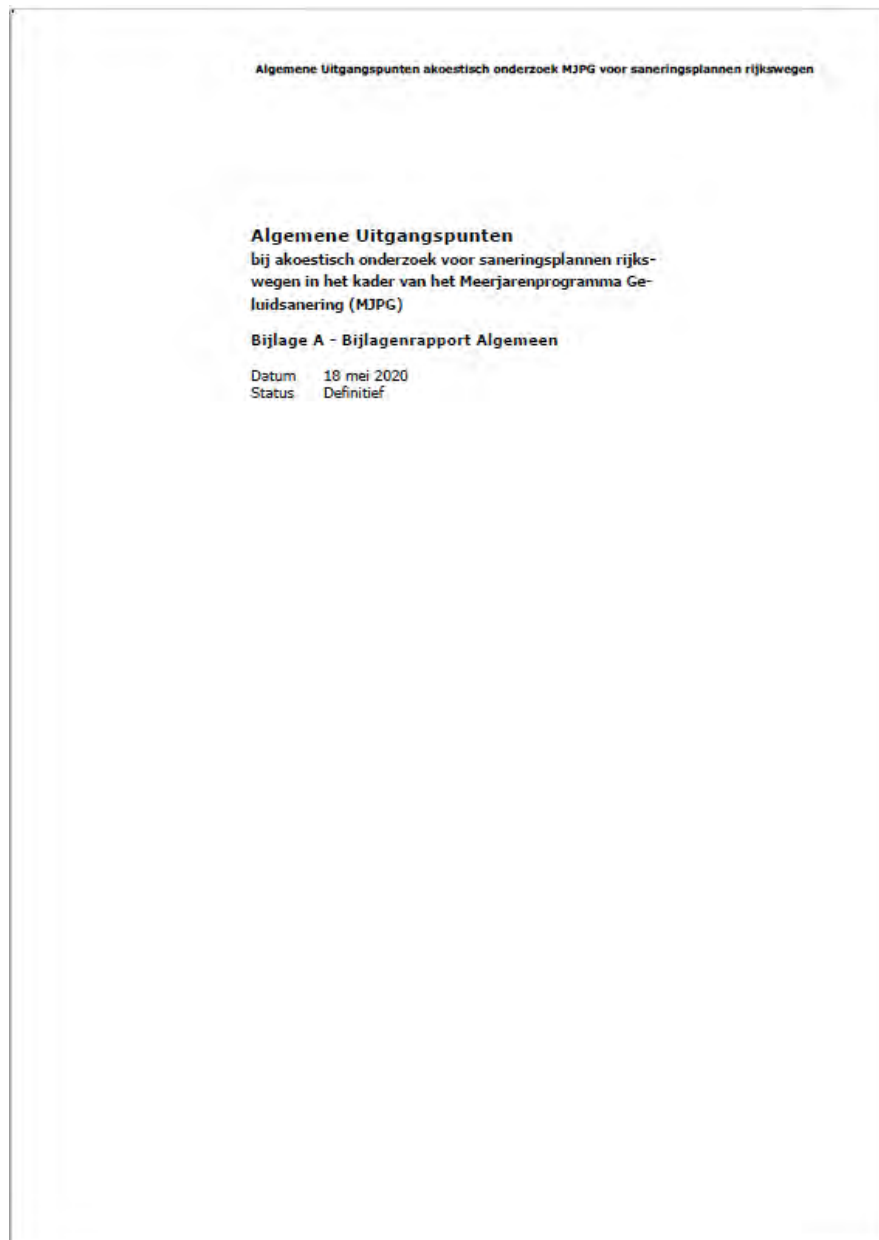 Algemene Uitgangspunten akoestisch onderzoek MJPG voor saneringsplannen rijkswegen
Algemene Uitgangspunten
bij akoestisch onderzoek voor saneringsplannen rijks-
wegen in het kader van het Meerjarenprogramma Ge-
luidsanering (MJPG)
Bijlage A - Bijlagenrapport Algemeen
Datum 18 mei 2020
Status Definitief